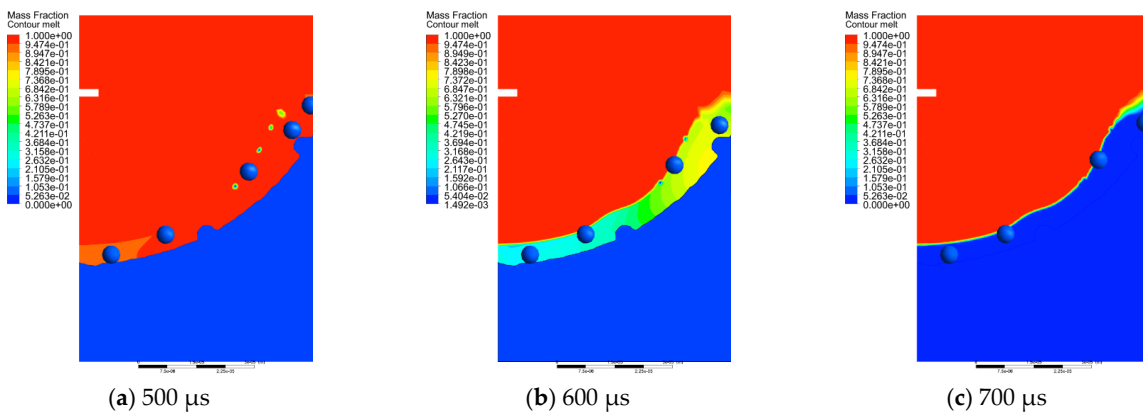 Mass Fraction
Contour melt
1.000e+00
9.474e-01
8.947e-01
8.421e-01
7.895e-01
7.368e-01
6.842e-01
6.316e-01
5.789e-01
5.263e-01
4.737e-01
4.211e-01
3.684e-01
3.158e-01
2.632e-01
2.105e-01
1.579e-01
1.053e-01
5.263e-02
0.000e+00
(a) 500 μs
Mass Fraction
Contour melt
1.000e+00
9.474e-01
8.949e-01
8.423e-01
7.898e-01
7.372e-01
6.847e-01
6.321e-01
5.796e-01
5.270e-01
4.745e-01
4.219e-01
3.694e-01
3.168e-01
2.643e-01
2.117e-01
1.592e-01
1.066e-01
5.404e-02
1.492e-03
(b) 600 μs
Mass Fraction
Contour melt
1.000e+00
9.474e-01
8.947e-01
8.421e-01
7.895e-01
7.368e-01
6.842e-01
6.316e-01
5.789e-01
5.263e-01
4.737e-01
4.211e-01
3.684e-01
3.158e-01
2.632e-01
2.105e-01
1.579e-01
1.053e-01
5.263e-02
0.000e+00
(c) 700 μs